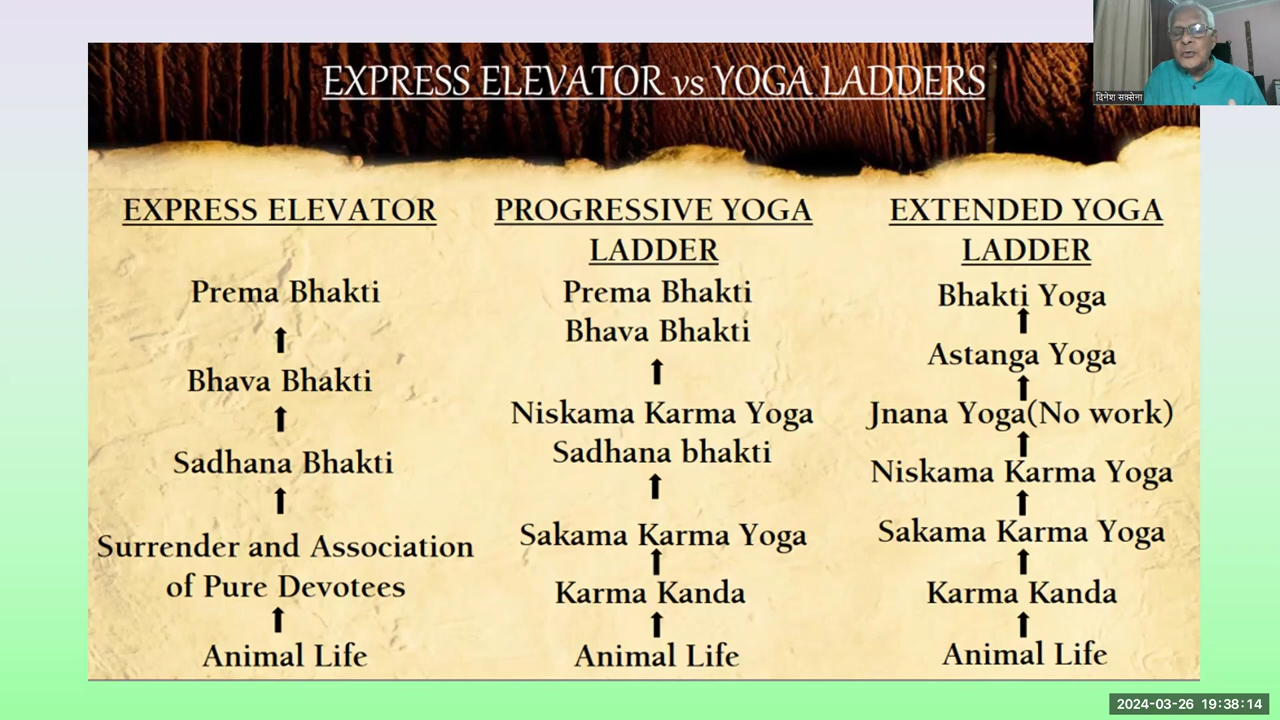 EXPRESS ELEVATOR vs YOGA LADDERS
दिनेश सक्सेना
EXPRESS ELEVATOR
Prema Bhakti
Bhava Bhakti
Sadhana Bhakti
Surrender and Association
of Pure Devotees
Animal Life
PROGRESSIVE YOGA
LADDER
Prema Bhakti
Bhava Bhakti
Niskama Karma Yoga
Sadhana bhakti
Sakama Karma Yoga
Karma Kanda
Animal Life
EXTENDED YOGA
LADDER
Bhakti Yoga
Astanga Yoga
Jnana Yoga(No work)
Niskama Karma Yoga
Sakama Karma Yoga
Karma Kanda
Animal Life
2024-03-26 19:38:14